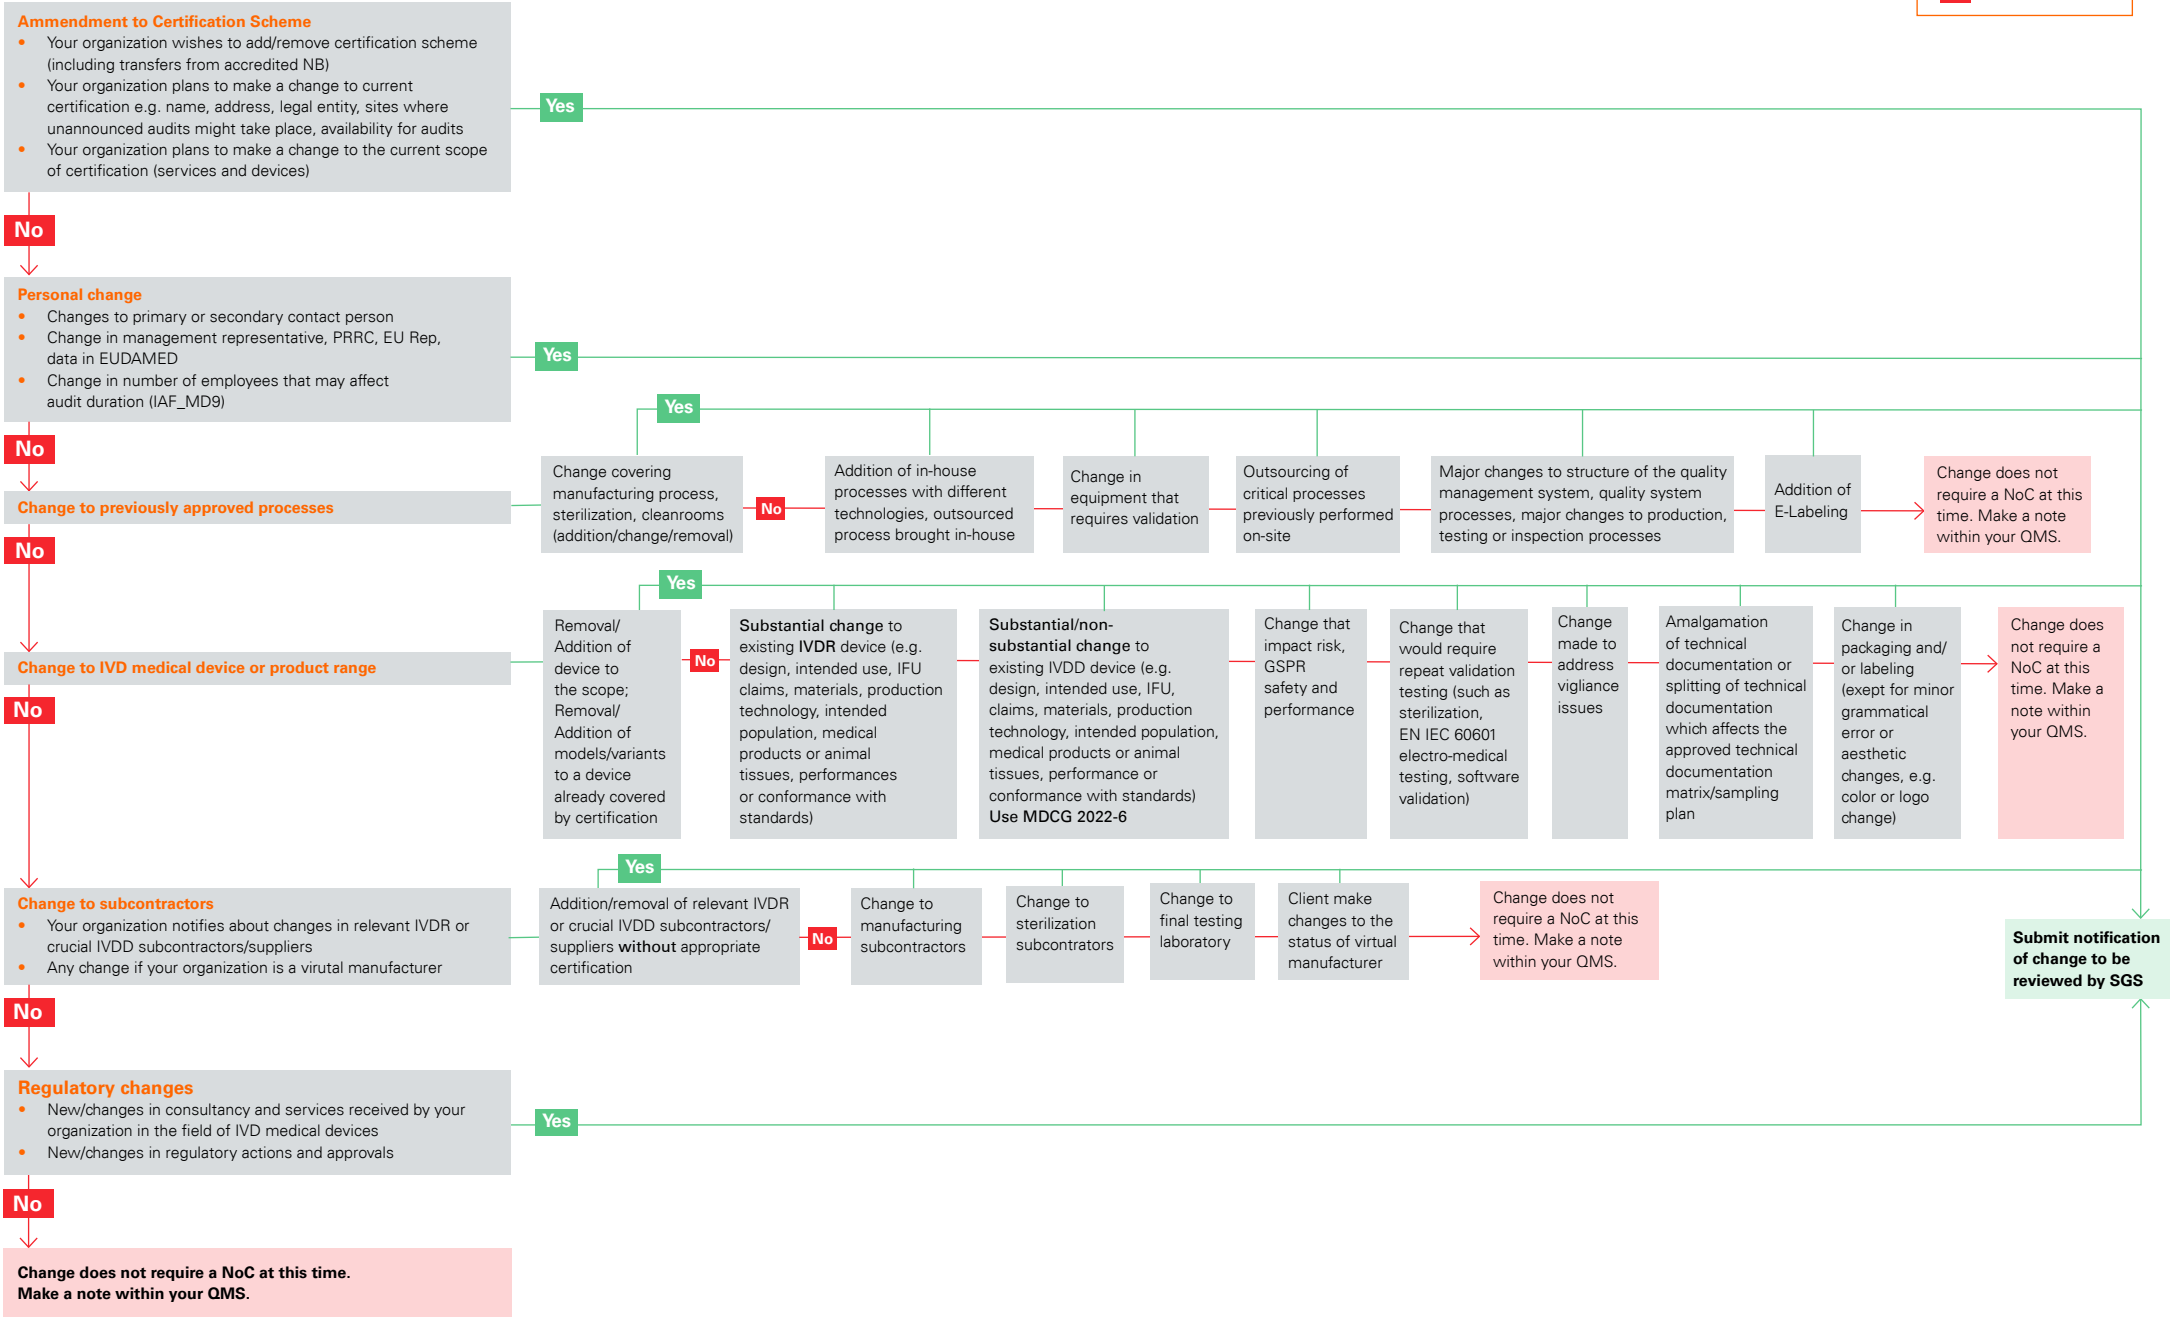 Ammendment to Certification Scheme
• Your organization wishes to add/remove certification scheme
(including transfers from accredited NB)
• Your organization plans to make a change to current
certification e.g. name, address, legal entity, sites where
unannounced audits might take place, availability for audits
• Your organization plans to make a change to the current scope
of certification (services and devices)
Yes
No
Personal change
• Changes to primary or secondary contact person
• Change in management representative, PRRC, EU Rep,
data in EUDAMED
• Change in number of employees that may affect
audit duration (IAF_MD9)
Yes
No
Change to previously approved processes
Yes
Change covering
manufacturing process,
sterilization, cleanrooms
(addition/change/removal)
No
Addition of in-house
processes with different
technologies, outsourced
process brought in-house
Change in
equipment that
requires validation
Outsourcing of
critical processes
previously performed
on-site
Major changes to structure of the quality
management system, quality system
processes, major changes to production,
testing or inspection processes
Addition of
E-Labeling
Change does not
require a NoC at this
time. Make a note
within your QMS.
No
Change to IVD medical device or product range
Yes
Removal/
Addition of
device to
the scope;
Removal/
Addition of
models/variants
to a device
already covered
by certification
No
Substantial change to
existing IVDR device (e.g.
design, intended use, IFU
claims, materials, production
technology, intended
population, medical
products or animal
tissues, performances
or conformance with
standards)
Substantial/non-
substantial change to
existing IVDD device (e.g.
design, intended use, IFU,
claims, materials, production
technology, intended population,
medical products or animal
tissues, performance or
conformance with standards)
Use MDCG 2022-6
Change that
impact risk,
GSPR
safety and
performance
Change that
would require
repeat validation
testing (such as
sterilization,
EN IEC 60601
electro-medical
testing, software
validation)
Change
made to
address
vigliance
issues
Amalgamation
of technical
documentation or
splitting of technical
documentation
which affects the
approved technical
documentation
matrix/sampling
plan
Change in
packaging and/
or labeling
(exept for minor
grammatical
error or
aesthetic
changes, e.g.
color or logo
change)
Change does
not require a
NoC at this
time. Make a
note within
your QMS.
No
Change to subcontractors
• Your organization notifies about changes in relevant IVDR or
crucial IVDD subcontractors/suppliers
• Any change if your organization is a virutal manufacturer
Yes
Addition/removal of relevant IVDR
or crucial IVDD subcontractors/
suppliers without appropriate
certification
No
Change to
manufacturing
subcontractors
Change to
sterilization
subcontrators
Change to
final testing
laboratory
Client make
changes to the
status of virtual
manufacturer
Change does not
require a NoC at this
time. Make a note
within your QMS.
Submit notification
of change to be
reviewed by SGS
No
Regulatory changes
• New/changes in consultancy and services received by your
organization in the field of IVD medical devices
• New/changes in regulatory actions and approvals
Yes
No
Change does not require a NoC at this time.
Make a note within your QMS.